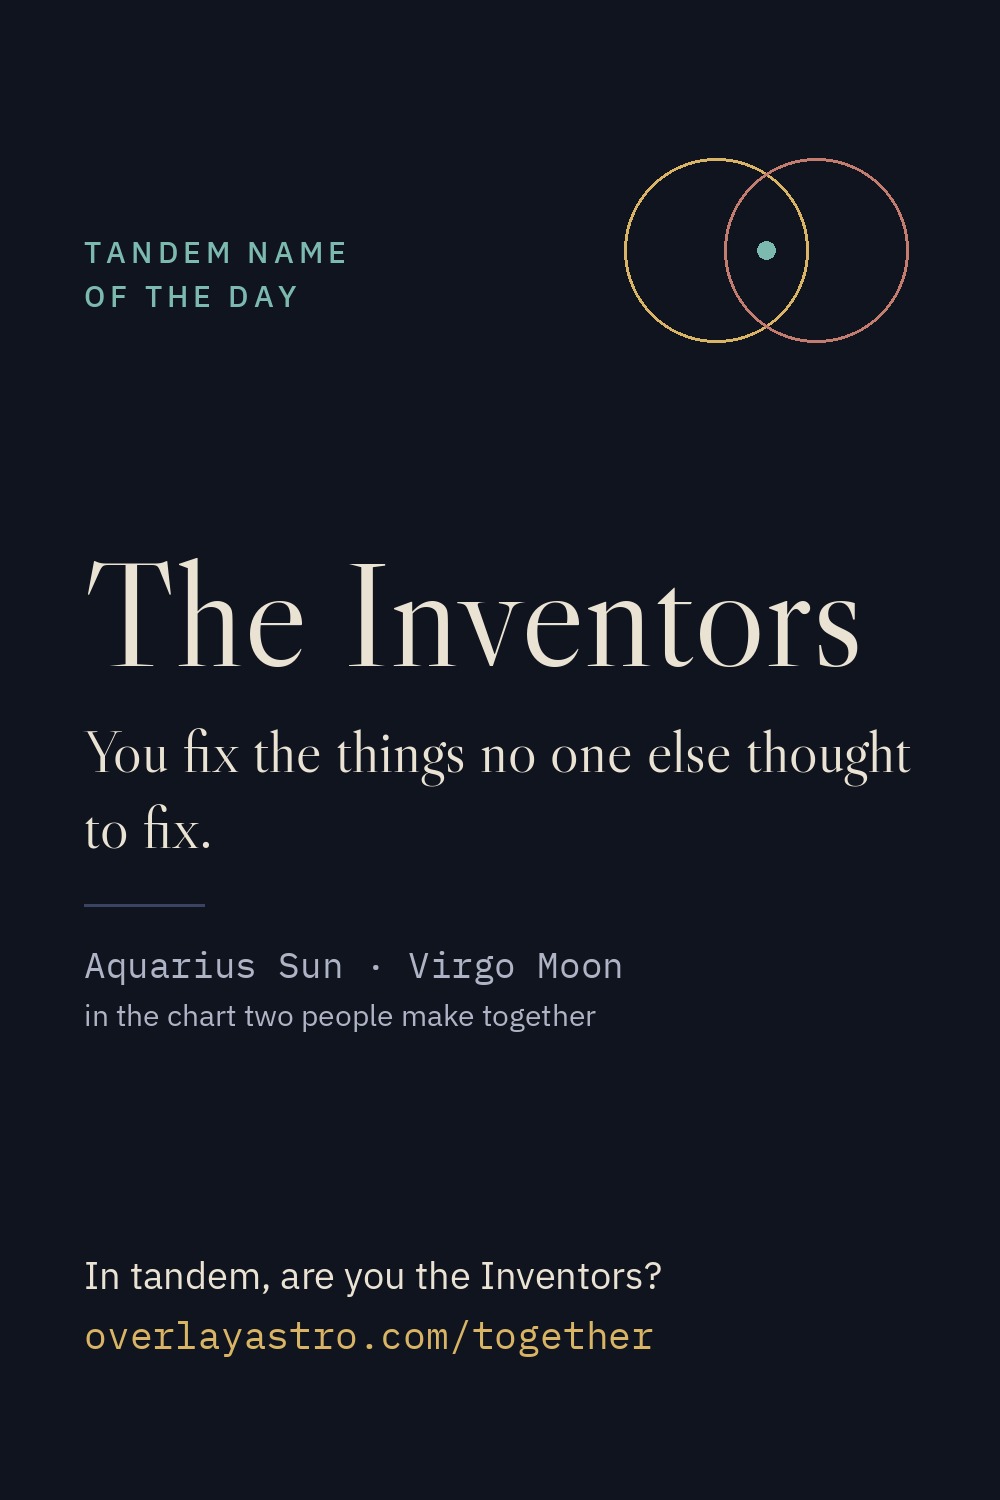 TANDEM NAME
OF THE DAY
The Inventors
You fix the things no one else thought
to fix.
Aquarius Sun · Virgo Moon
in the chart two people make together
In tandem, are you the Inventors?
overlayastro.com/together